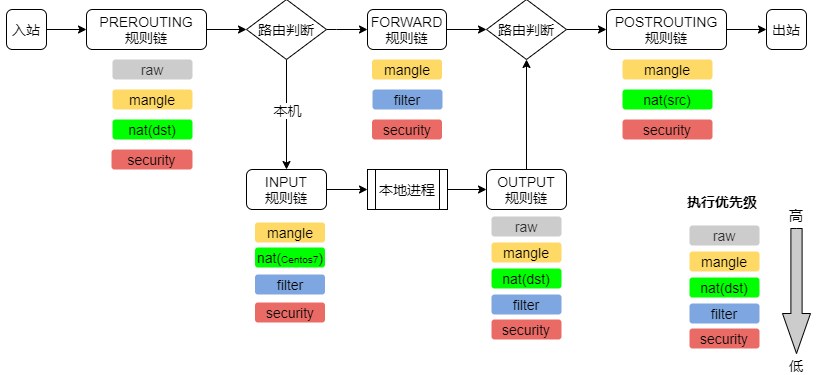 入站
PREROUTING
规则链
路由判断
FORWARD
规则链
路由判断
POSTROUTING
规则链
出站
raw
mangle
nat(dst)
security
mangle
filter
security
mangle
nat(src)
security
本机
INPUT
规则链
本地进程
OUTPUT
规则链
mangle
nat(Centos7)
filter
security
raw
mangle
nat(dst)
filter
security
执行优先级
高
raw
mangle
nat(dst)
filter
security
低